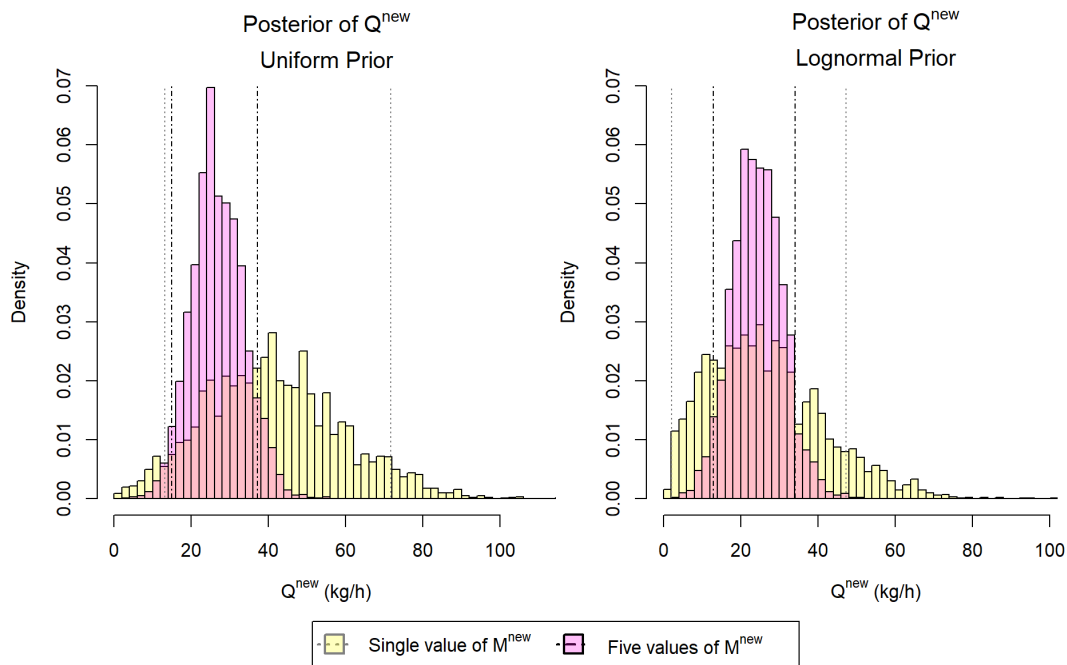 Posterior of Q^new
Uniform Prior
Density
0.00 0.01 0.02 0.03 0.04 0.05 0.06 0.07
0 20 40 60 80 100
Q^new (kg/h)
Posterior of Q^new
Lognormal Prior
Density
0.00 0.01 0.02 0.03 0.04 0.05 0.06 0.07
0 20 40 60 80 100
Q^new (kg/h)
Single value of M^new
Five values of M^new